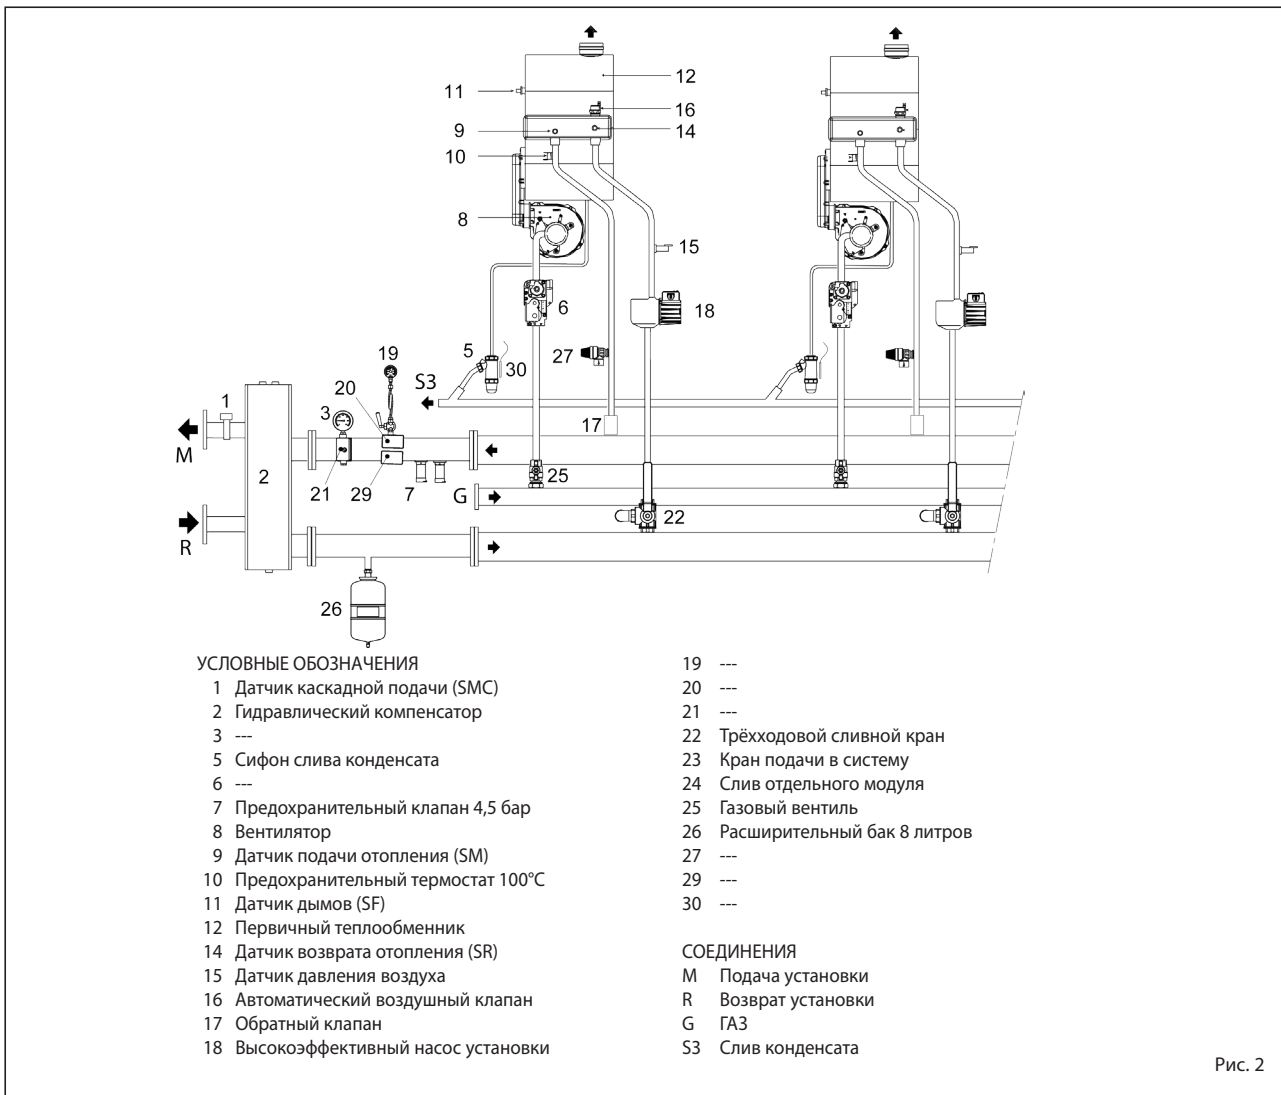 12
11
16
9
14
10
8
15
6
18
5
27
19
30
S3
20
1
3
17
M
2
21
29
7
G
25
22
R
26
УСЛОВНЫЕ ОБОЗНАЧЕНИЯ
1 Датчик каскадной подачи (SMC)
2 Гидравлический компенсатор
3 ---
5 Сифон слива конденсата
6 ---
7 Предохранительный клапан 4,5 бар
8 Вентилятор
9 Датчик подачи отопления (SM)
10 Предохранительный термостат 100°C
11 Датчик дымов (SF)
12 Первичный теплообменник
14 Датчик возврата отопления (SR)
15 Датчик давления воздуха
16 Автоматический воздушный клапан
17 Обратный клапан
18 Высокоэффективный насос установки
19 ---
20 ---
21 ---
22 Трёхходовой сливной кран
23 Кран подачи в систему
24 Слив отдельного модуля
25 Газовый вентиль
26 Расширительный бак 8 литров
27 ---
29 ---
30 ---
СОЕДИНЕНИЯ
M Подача установки
R Возврат установки
G ГАЗ
S3 Слив конденсата
Рис. 2